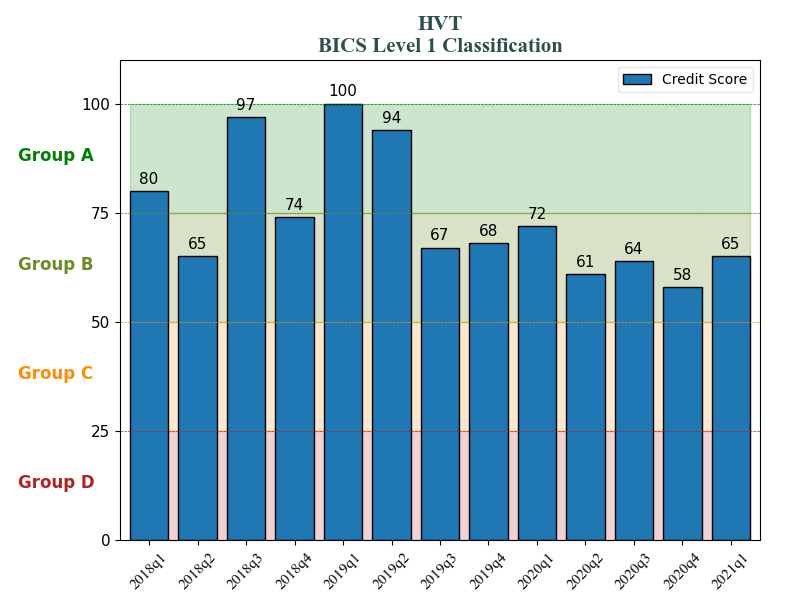 HVT
BICS Level 1 Classification
Credit Score
100
75
50
25
0
Group A
Group B
Group C
Group D
80
65
97
74
100
94
67
68
72
61
64
58
65
2018q1
2018q2
2018q3
2018q4
2019q1
2019q2
2019q3
2019q4
2020q1
2020q2
2020q3
2020q4
2021q1